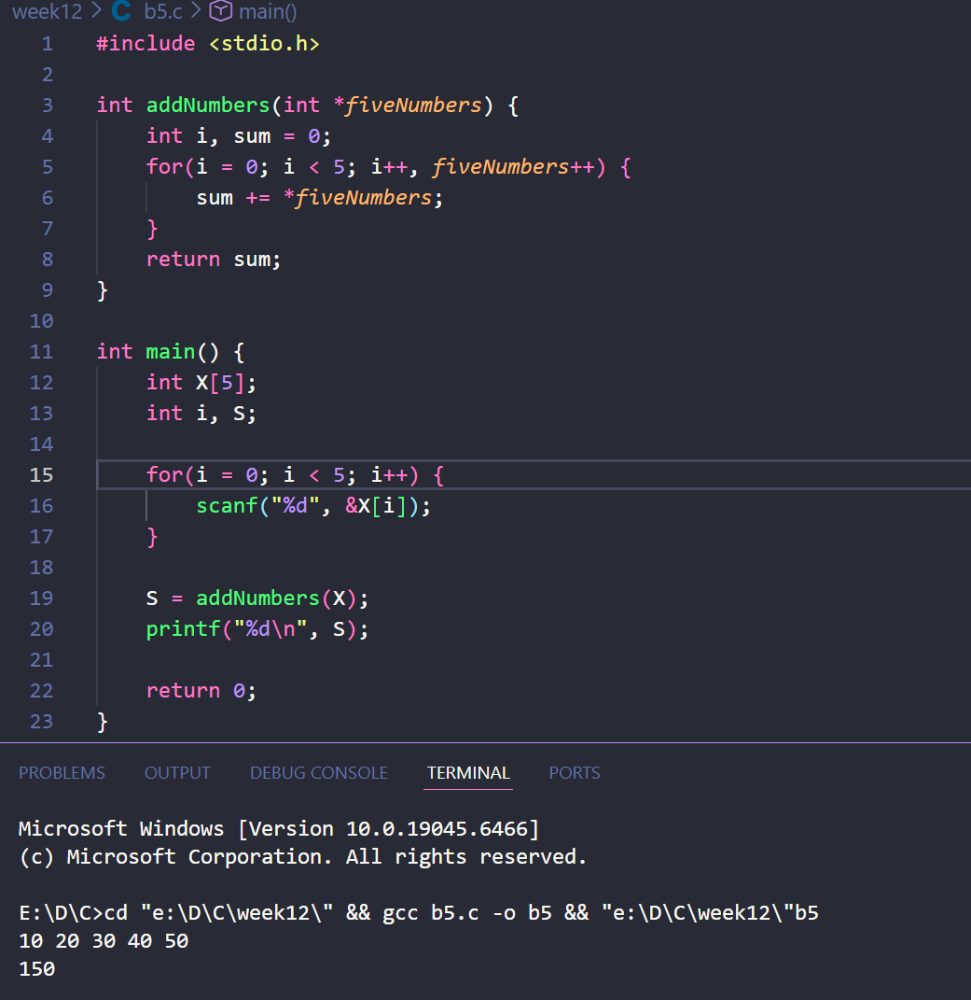 week12 > C b5.c > main()
1 #include <stdio.h>
2
3 int addNumbers(int *fiveNumbers) {
4     int i, sum = 0;
5     for(i = 0; i < 5; i++, fiveNumbers++) {
6         sum += *fiveNumbers;
7     }
8     return sum;
9 }
10
11 int main() {
12     int X[5];
13     int i, S;
14
15     for(i = 0; i < 5; i++) {
16         scanf("%d", &X[i]);
17     }
18
19     S = addNumbers(X);
20     printf("%d\n", S);
21
22     return 0;
23 }
PROBLEMS OUTPUT DEBUG CONSOLE TERMINAL PORTS
Microsoft Windows [Version 10.0.19045.6466]
(c) Microsoft Corporation. All rights reserved.
E:\D\C>cd "e:\D\C\week12\" && gcc b5.c -o b5 && "e:\D\C\week12\"b5
10 20 30 40 50
150